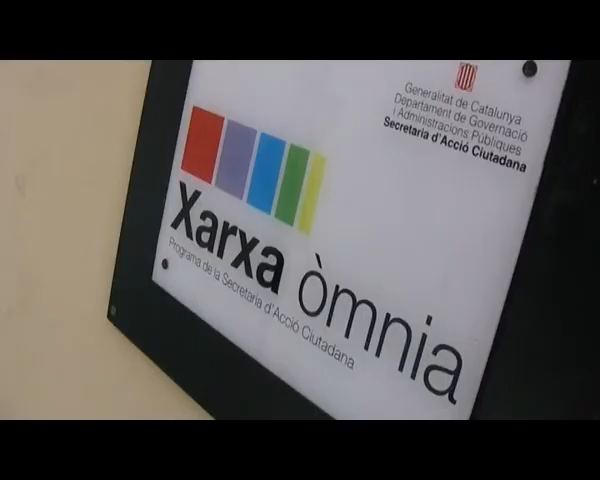 Generalitat de Catalunya
Departament de Governació
i Administracions Públiques
Secretaria d'Acció Ciutadana
Xarxa òmnia
Programa de la Secretaria d'Acció Ciutadana